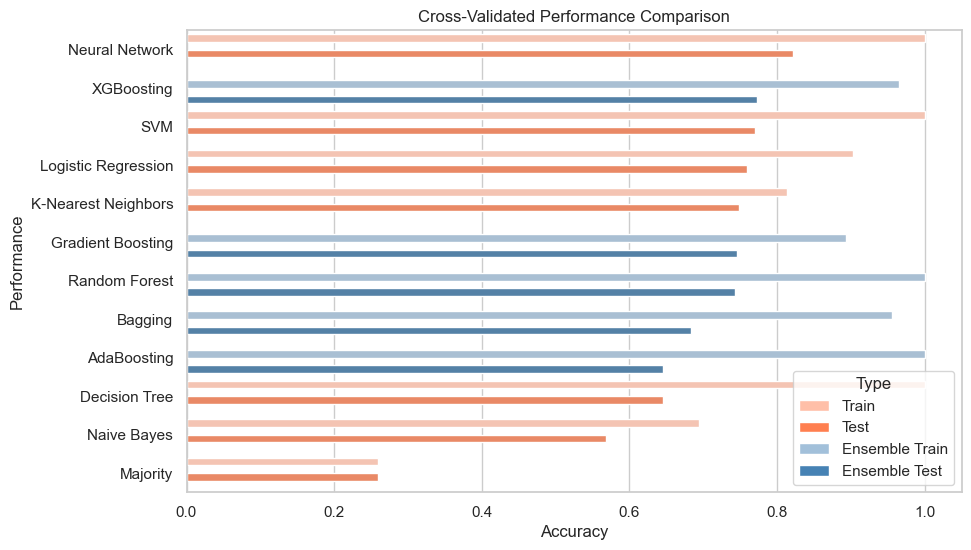 Cross-Validated Performance Comparison
Performance
Neural Network
XGBoosting
SVM
Logistic Regression
K-Nearest Neighbors
Gradient Boosting
Random Forest
Bagging
AdaBoosting
Decision Tree
Naive Bayes
Majority
Type
Train
Test
Ensemble Train
Ensemble Test
0.0 0.2 0.4 0.6 0.8 1.0
Accuracy